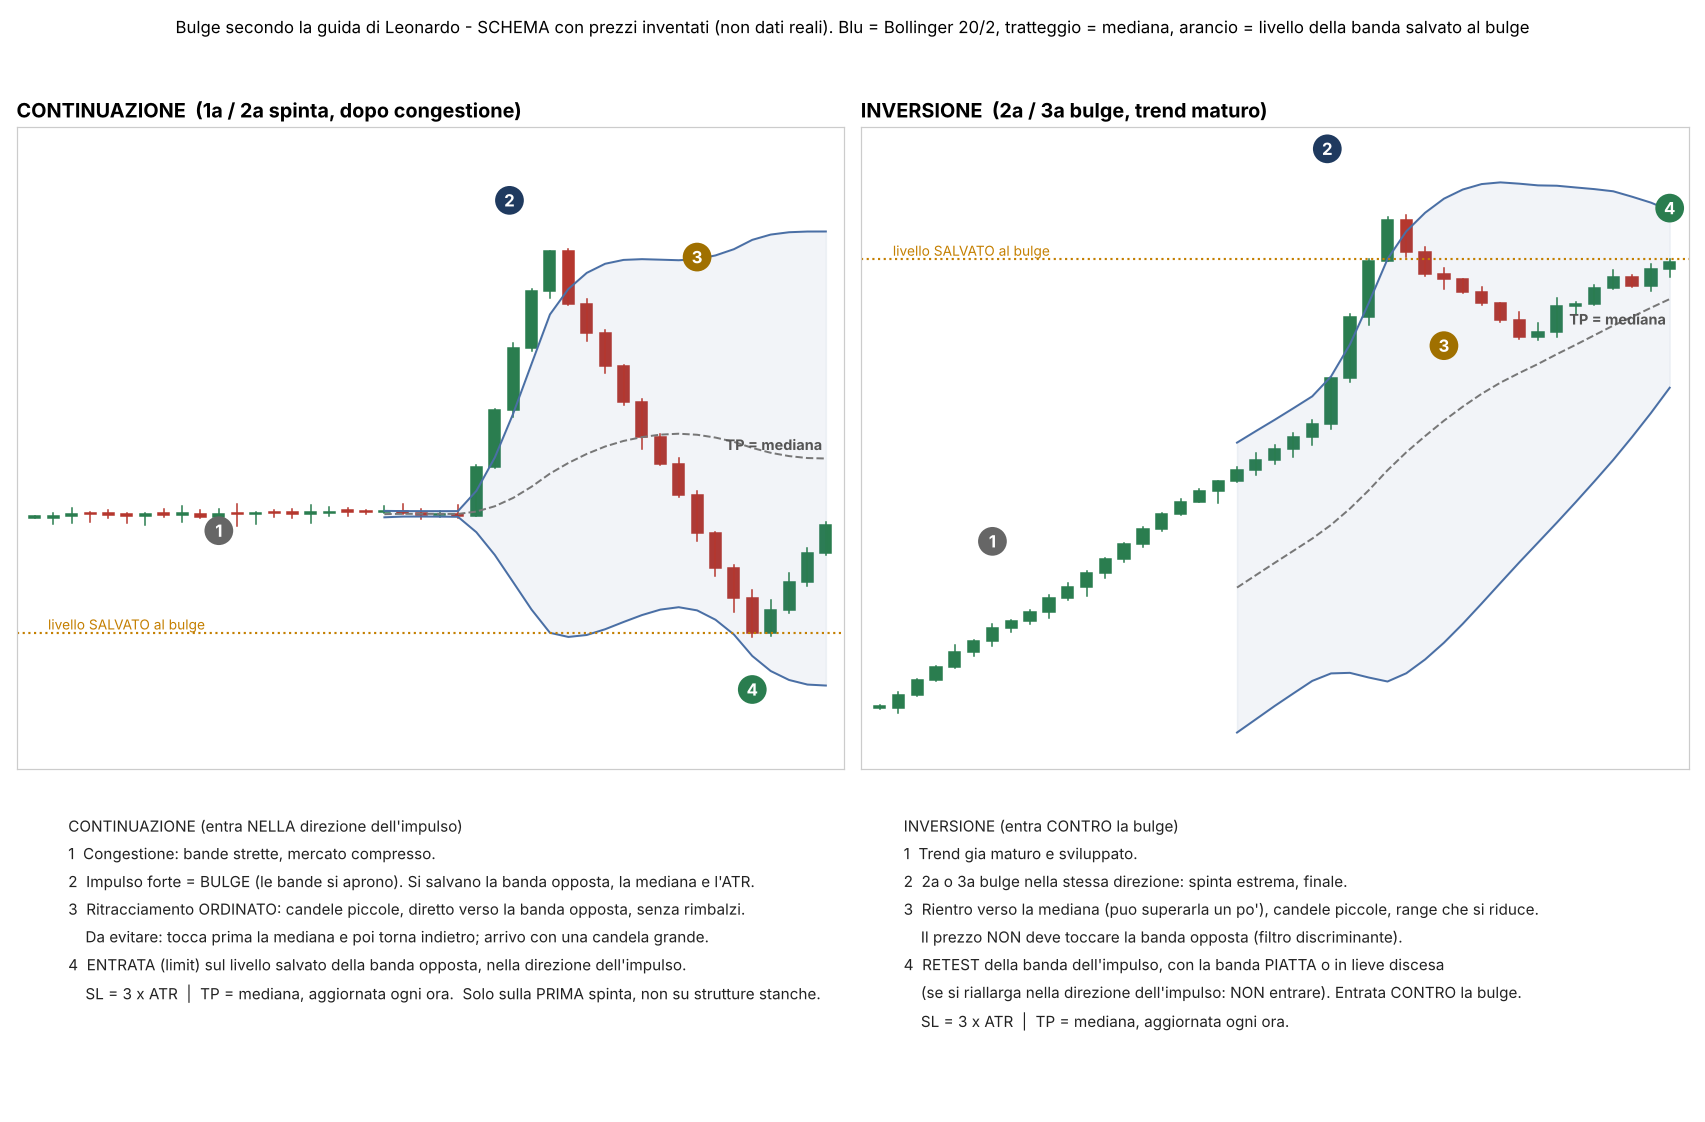 Bulge secondo la guida di Leonardo - SCHEMA con prezzi inventati (non dati reali). Blu = Bollinger 20/2, tratteggio = mediana, arancio = livello della banda salvato al bulge
CONTINUAZIONE (1a / 2a spinta, dopo congestione)
2
3
TP = mediana
1
livello SALVATO al bulge
4
INVERSIONE (2a / 3a bulge, trend maturo)
2
4
livello SALVATO al bulge
TP = mediana
3
1
CONTINUAZIONE (entra NELLA direzione dell'impulso)
1 Congestione: bande strette, mercato compresso.
2 Impulso forte = BULGE (le bande si aprono). Si salvano la banda opposta, la mediana e l'ATR.
3 Ritracciamento ORDINATO: candele piccole, diretto verso la banda opposta, senza rimbalzi.
Da evitare: tocca prima la mediana e poi torna indietro; arrivo con una candela grande.
4 ENTRATA (limit) sul livello salvato della banda opposta, nella direzione dell'impulso.
SL = 3 x ATR | TP = mediana, aggiornata ogni ora. Solo sulla PRIMA spinta, non su strutture stanche.
INVERSIONE (entra CONTRO la bulge)
1 Trend gia maturo e sviluppato.
2 2a o 3a bulge nella stessa direzione: spinta estrema, finale.
3 Rientro verso la mediana (puo superarla un po'), candele piccole, range che si riduce.
Il prezzo NON deve toccare la banda opposta (filtro discriminante).
4 RETEST della banda dell'impulso, con la banda PIATTA o in lieve discesa
(se si riallarga nella direzione dell'impulso: NON entrare). Entrata CONTRO la bulge.
SL = 3 x ATR | TP = mediana, aggiornata ogni ora.